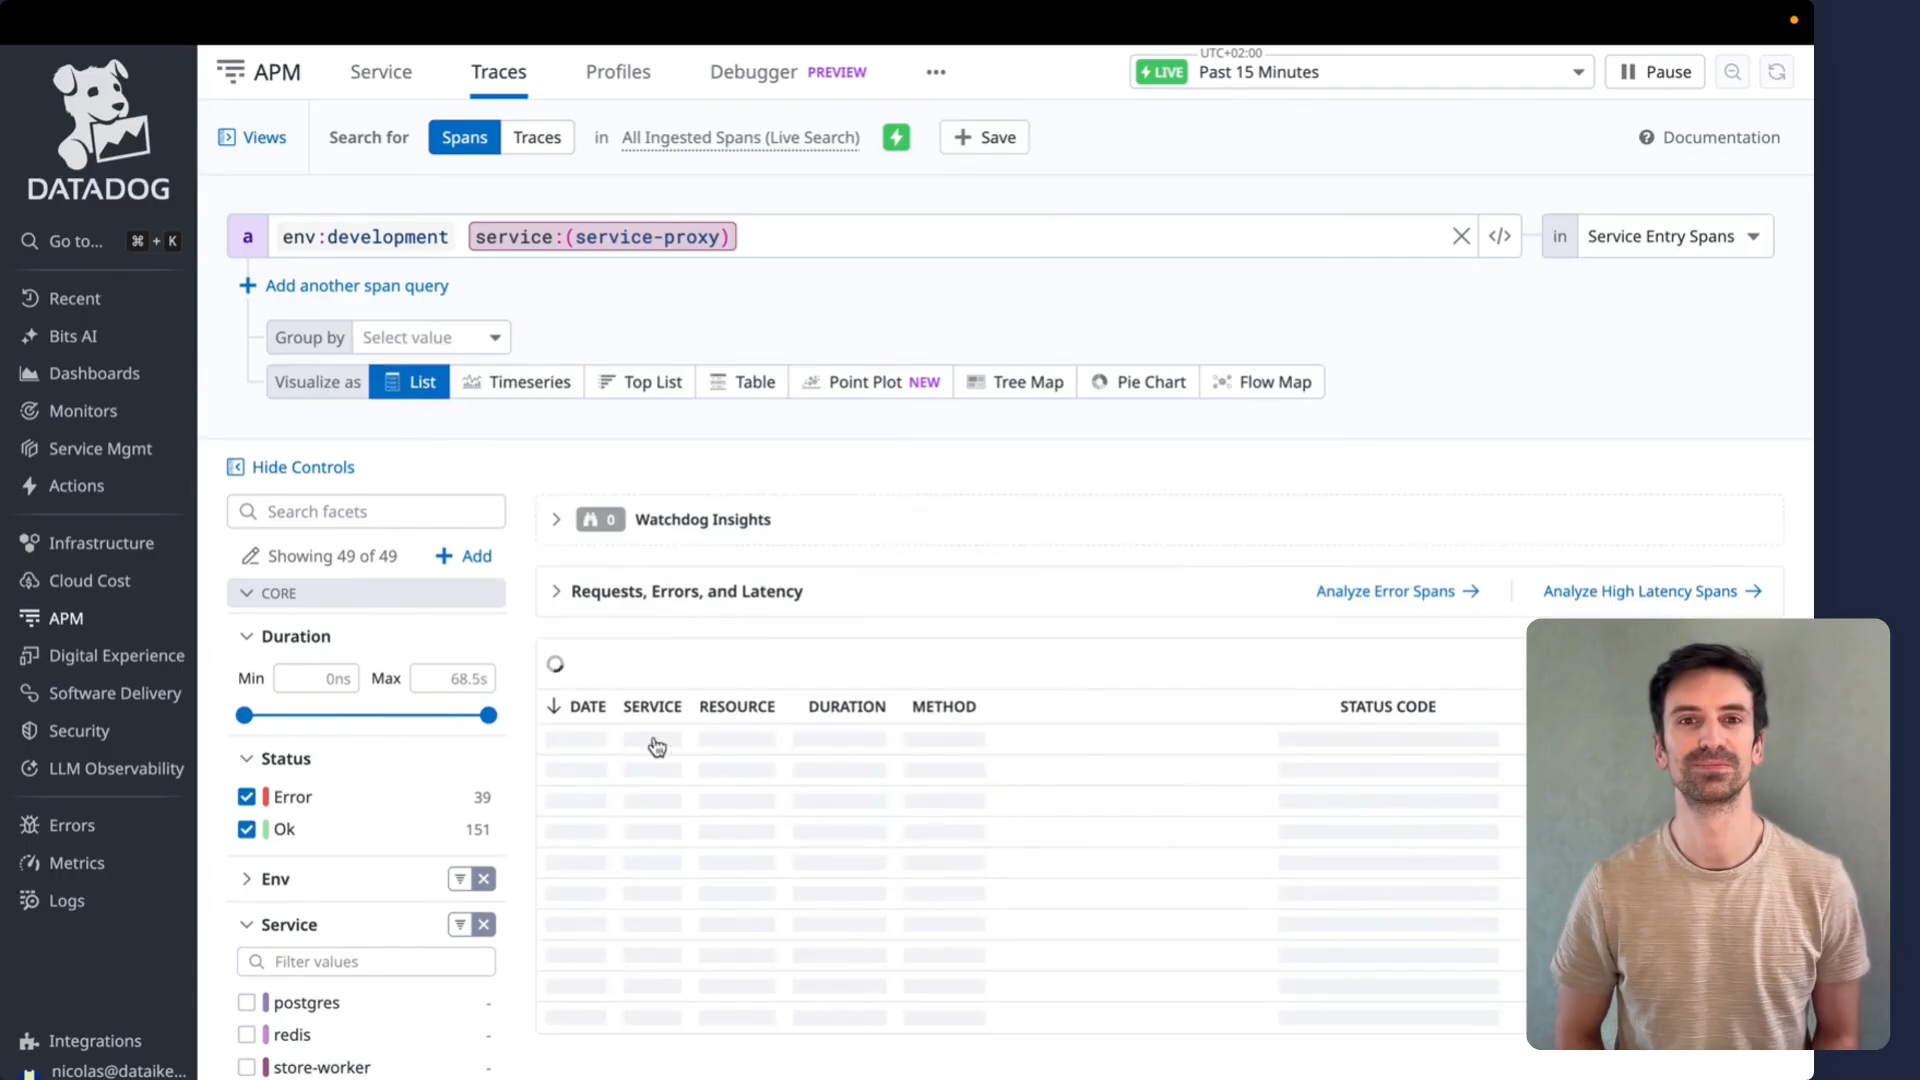 UTC+02:00
APM
Service
Traces
Profiles
Debugger PREVIEW
LIVE Past 15 Minutes
Pause
DATADOG
Views
Search for
Spans
Traces
in
All Ingested Spans (Live Search)
+ Save
Documentation
Go to... ⌘ + K
a
env:development
service:(service-proxy)
</>
in
Service Entry Spans
+ Add another span query
Group by
Select value
Visualize as
List
Timeseries
Top List
Table
Point Plot NEW
Tree Map
Pie Chart
Flow Map
Recent
Bits AI
Dashboards
Monitors
Service Mgmt
Actions
Infrastructure
Cloud Cost
APM
Digital Experience
Software Delivery
Security
LLM Observability
Errors
Metrics
Logs
Integrations
nicolas@dataike...
Hide Controls
Search facets
Showing 49 of 49
+ Add
CORE
Duration
Min
0ns
Max
68.5s
Status
Error 39
Ok 151
Env
Service
Filter values
postgres -
redis -
store-worker -
0 Watchdog Insights
Requests, Errors, and Latency
Analyze Error Spans →
Analyze High Latency Spans →
↓ DATE
SERVICE
RESOURCE
DURATION
METHOD
STATUS CODE